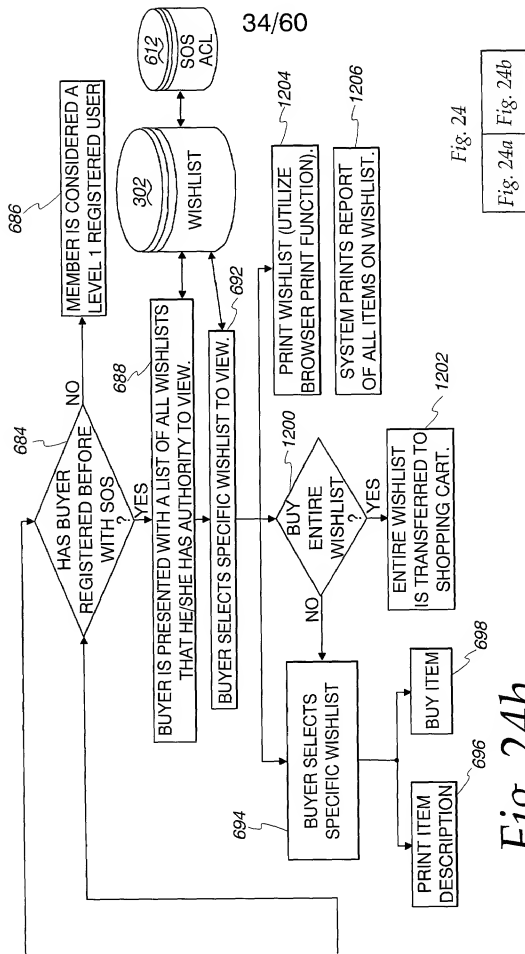 34/60
684
HAS BUYER
REGISTERED BEFORE
WITH SOS
?
NO
YES
686
MEMBER IS CONSIDERED A
LEVEL 1 REGISTERED USER
688
BUYER IS PRESENTED WITH A LIST OF ALL WISHLISTS
THAT HE/SHE HAS AUTHORITY TO VIEW.
302
WISHLIST
612
SOS
ACL
692
BUYER SELECTS SPECIFIC WISHLIST TO VIEW.
694
BUYER SELECTS
SPECIFIC WISHLIST
NO
1200
BUY
ENTIRE
WISHLIST
?
YES
1204
PRINT WISHLIST (UTILIZE
BROWSER PRINT FUNCTION).
1206
SYSTEM PRINTS REPORT
OF ALL ITEMS ON WISHLIST.
1202
ENTIRE WISHLIST
IS TRANSFERRED TO
SHOPPING CART.
696
PRINT ITEM
DESCRIPTION
698
BUY ITEM
Fig. 24b
Fig. 24
Fig. 24a
Fig. 24b